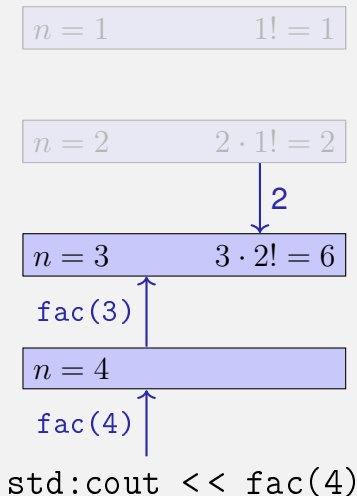 n = 1 1! = 1
n = 2 2 · 1! = 2
2
n = 3 3 · 2! = 6
fac(3)
n = 4
fac(4)
std:cout << fac(4)